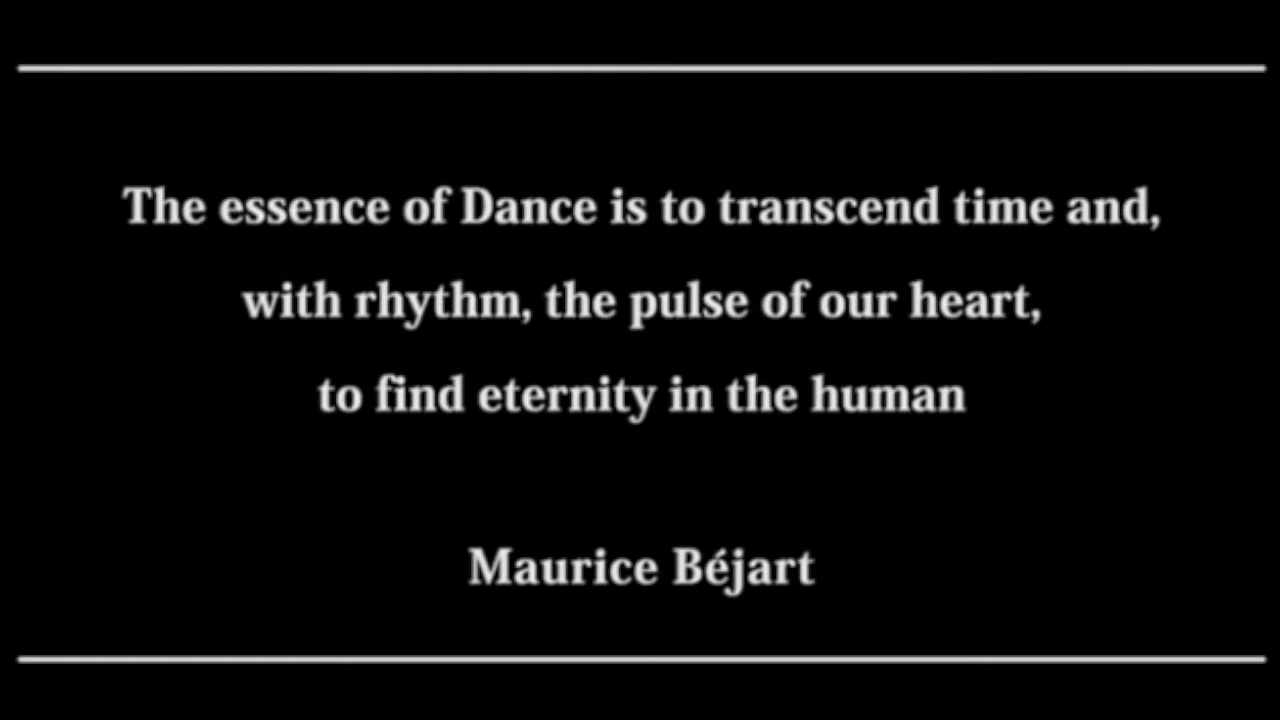 The essence of Dance is to transcend time and,
with rhythm, the pulse of our heart,
to find eternity in the human
Maurice Béjart